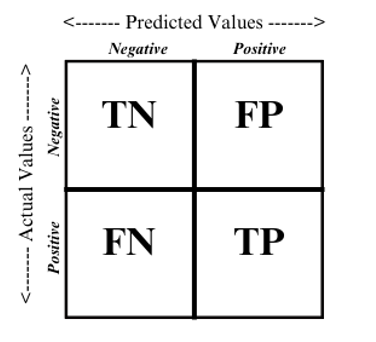 <------- Predicted Values ------->
Negative Positive
<------- Actual Values ------->
Negative
TN FP
Positive
FN TP